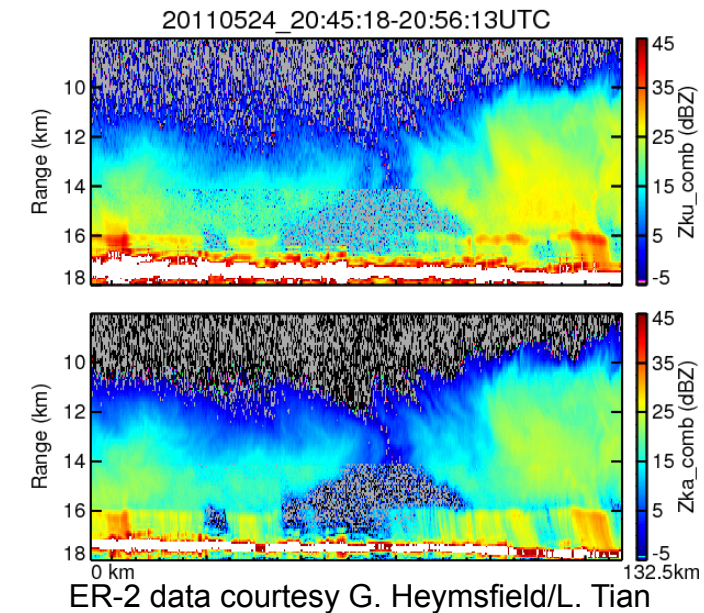 20110524_20:45:18-20:56:13UTC
Range (km)
10
12
14
16
18
45
35
25
15
5
-5
Zku_comb (dBZ)
Range (km)
10
12
14
16
18
45
35
25
15
5
-5
Zka_comb (dBZ)
0 km
132.5km
ER-2 data courtesy G. Heymsfield/L. Tian